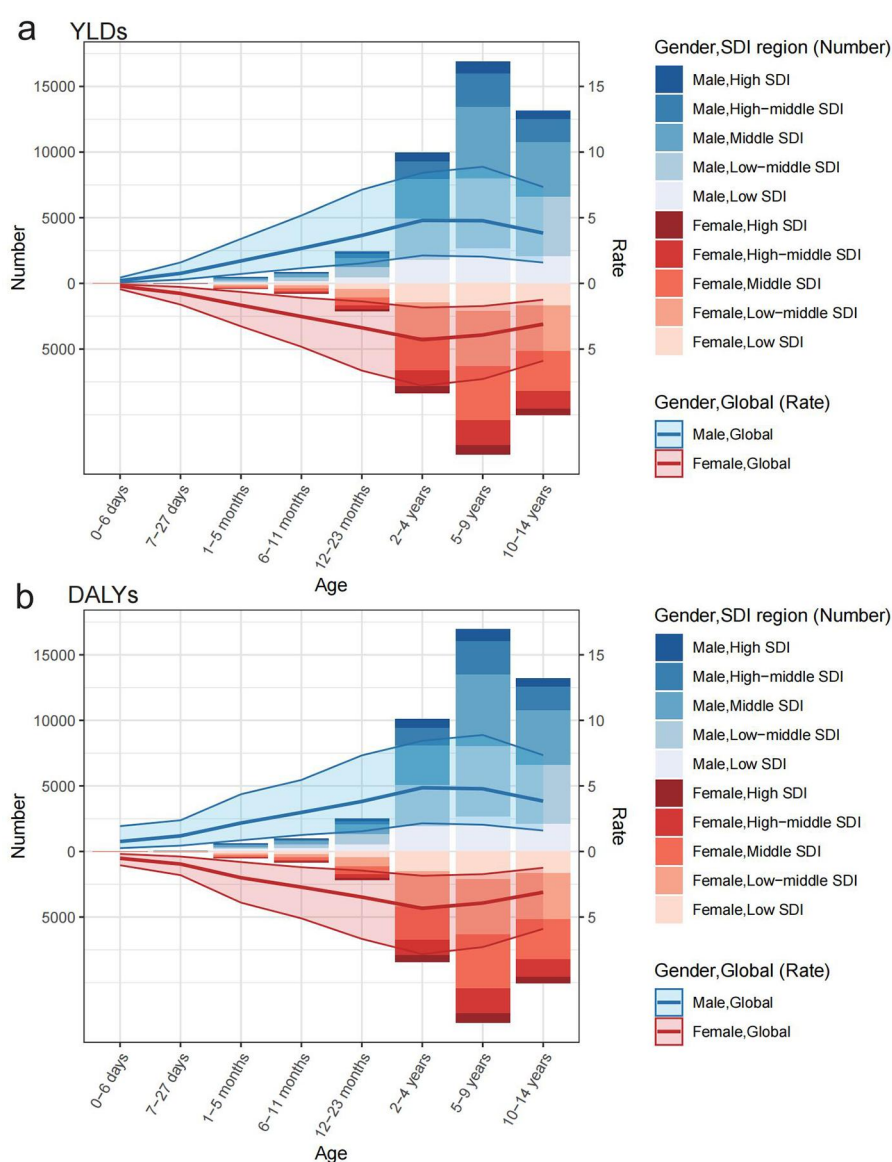 a YLDs
15000
10000
5000
0
5000
Number
15
10
5
0
5
Rate
0−6 days
7−27 days
1−5 months
6−11 months
12−23 months
2−4 years
5−9 years
10−14 years
Age
Gender,SDI region (Number)
Male,High SDI
Male,High−middle SDI
Male,Middle SDI
Male,Low−middle SDI
Male,Low SDI
Female,High SDI
Female,High−middle SDI
Female,Middle SDI
Female,Low−middle SDI
Female,Low SDI
Gender,Global (Rate)
Male,Global
Female,Global
b DALYs
15000
10000
5000
0
5000
Number
15
10
5
0
5
Rate
0−6 days
7−27 days
1−5 months
6−11 months
12−23 months
2−4 years
5−9 years
10−14 years
Age
Gender,SDI region (Number)
Male,High SDI
Male,High−middle SDI
Male,Middle SDI
Male,Low−middle SDI
Male,Low SDI
Female,High SDI
Female,High−middle SDI
Female,Middle SDI
Female,Low−middle SDI
Female,Low SDI
Gender,Global (Rate)
Male,Global
Female,Global